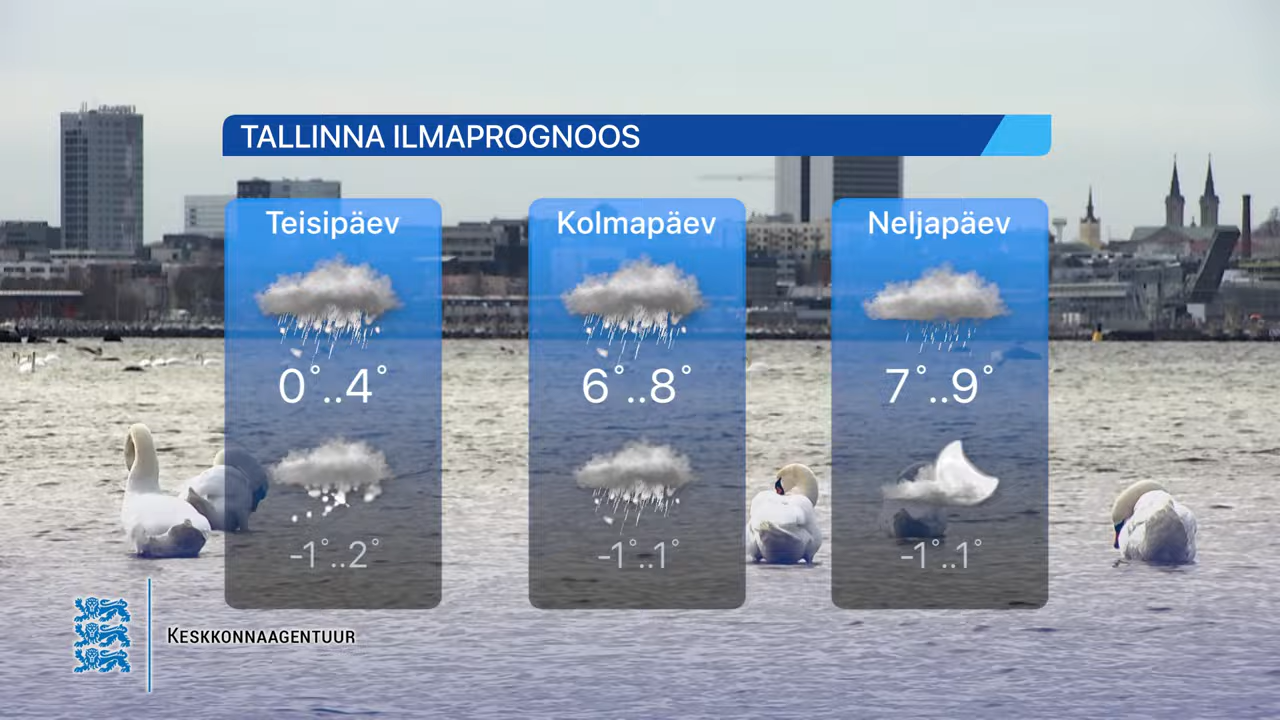 TALLINNA ILMAPROGNOOS
Teisipäev
Kolmapäev
Neljapäev
0°..4°
6°..8°
7°..9°
-1°..2°
-1°..1°
-1°..1°
KESKKONNAAGENTUUR